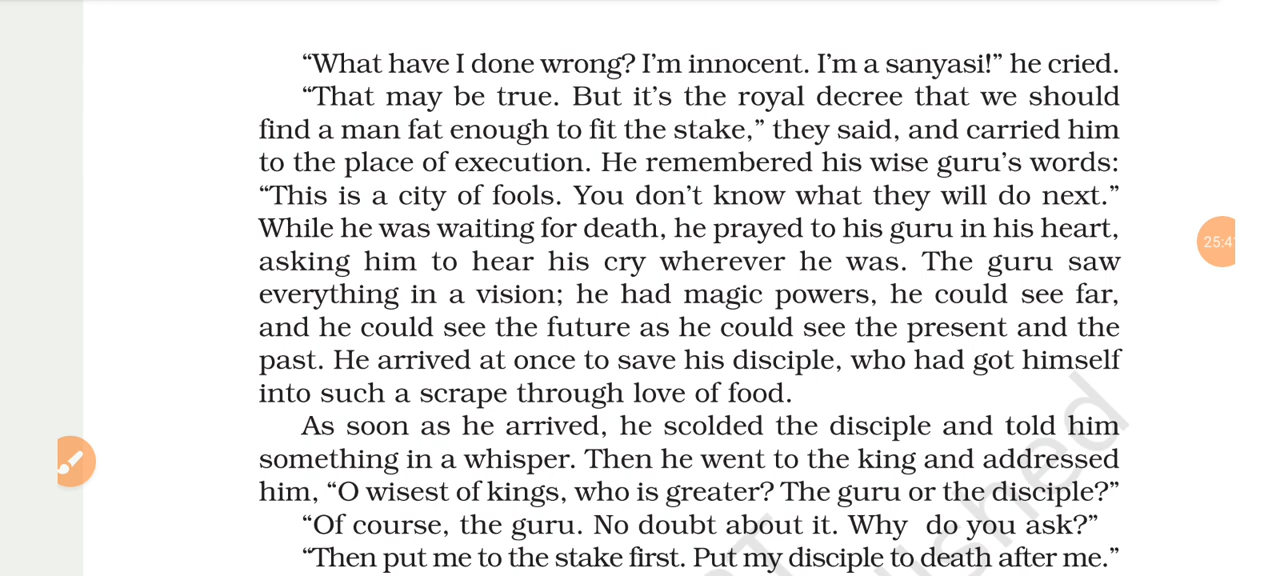 “What have I done wrong? I’m innocent. I’m a sanyasi!” he cried.
“That may be true. But it’s the royal decree that we should
find a man fat enough to fit the stake,” they said, and carried him
to the place of execution. He remembered his wise guru’s words:
“This is a city of fools. You don’t know what they will do next.”
While he was waiting for death, he prayed to his guru in his heart,
asking him to hear his cry wherever he was. The guru saw
everything in a vision; he had magic powers, he could see far,
and he could see the future as he could see the present and the
past. He arrived at once to save his disciple, who had got himself
into such a scrape through love of food.
As soon as he arrived, he scolded the disciple and told him
something in a whisper. Then he went to the king and addressed
him, “O wisest of kings, who is greater? The guru or the disciple?”
“Of course, the guru. No doubt about it. Why do you ask?”
“Then put me to the stake first. Put my disciple to death after me.”